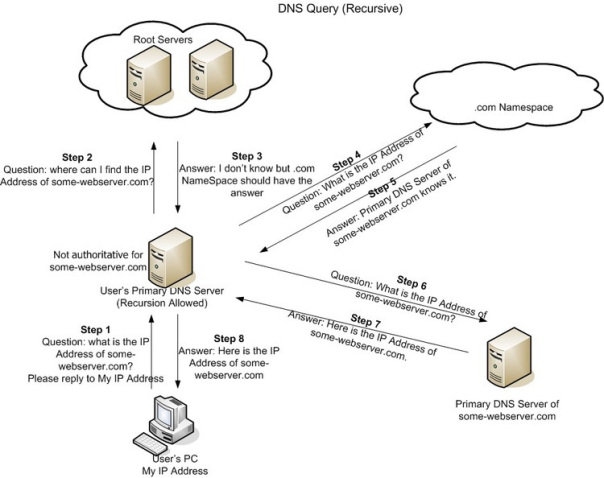 DNS Query (Recursive)
Root Servers
.com Namespace
Step 2
Question: where can I find the IP
Address of some-webserver.com?
Step 3
Answer: I don't know but .com
NameSpace should have the
answer
Step 4
Question: What is the IP Address of
some-webserver.com?
Step 5
Answer: Primary DNS Server of
some-webserver.com knows it.
Not authoritative for
some-webserver.com
User's Primary DNS Server
(Recursion Allowed)
Step 6
Question: What is the IP Address of
some-webserver.com?
Step 7
Answer: Here is the IP Address of
some-webserver.com.
Step 1
Question: what is the IP
Address of some-
webserver.com?
Please reply to My IP Address
Step 8
Answer: Here is the IP
Address of some-
webserver.com
Primary DNS Server of
some-webserver.com
User's PC
My IP Address